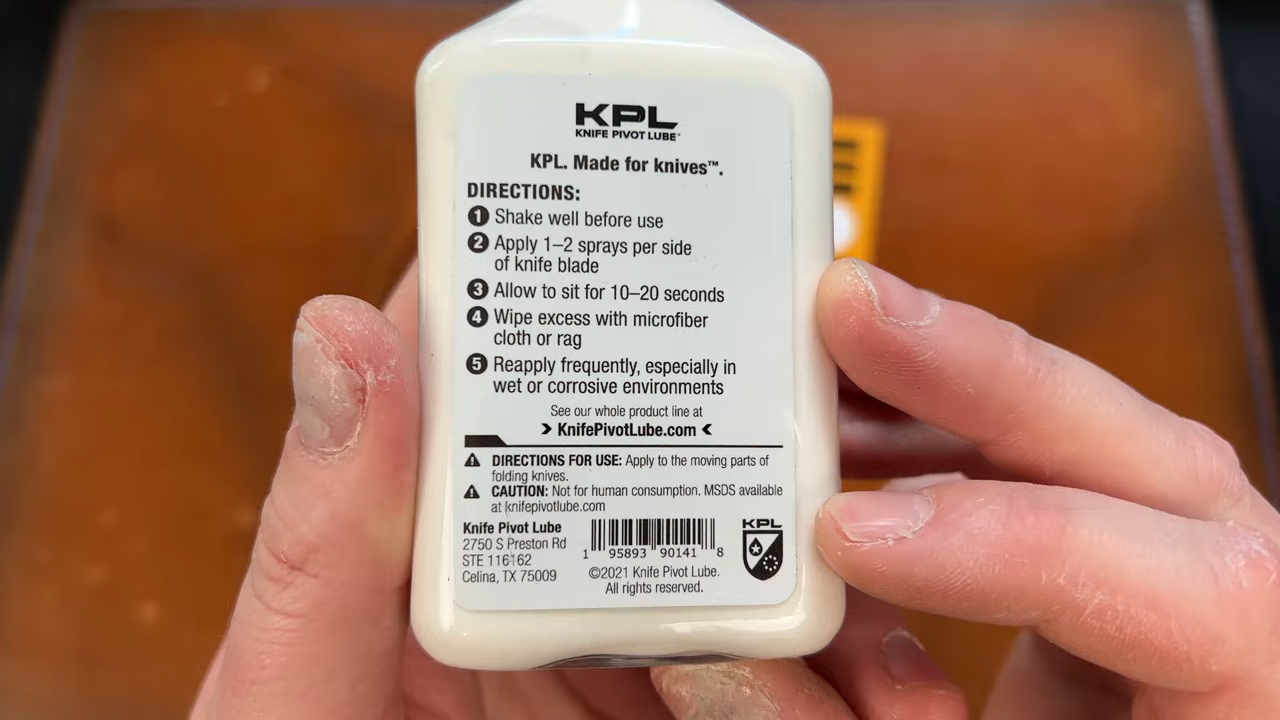 KPL
KNIFE PIVOT LUBE
KPL. Made for knives™.
DIRECTIONS:
1 Shake well before use
2 Apply 1–2 sprays per side
of knife blade
3 Allow to sit for 10–20 seconds
4 Wipe excess with microfiber
cloth or rag
5 Reapply frequently, especially in
wet or corrosive environments
See our whole product line at
KnifePivotLube.com
DIRECTIONS FOR USE: Apply to the moving parts of
folding knives.
CAUTION: Not for human consumption. MSDS available
at knifepivotlube.com
Knife Pivot Lube
2750 S Preston Rd
STE 116-162
Celina, TX 75009
1 95893 90141 8
©2021 Knife Pivot Lube.
All rights reserved.
KPL